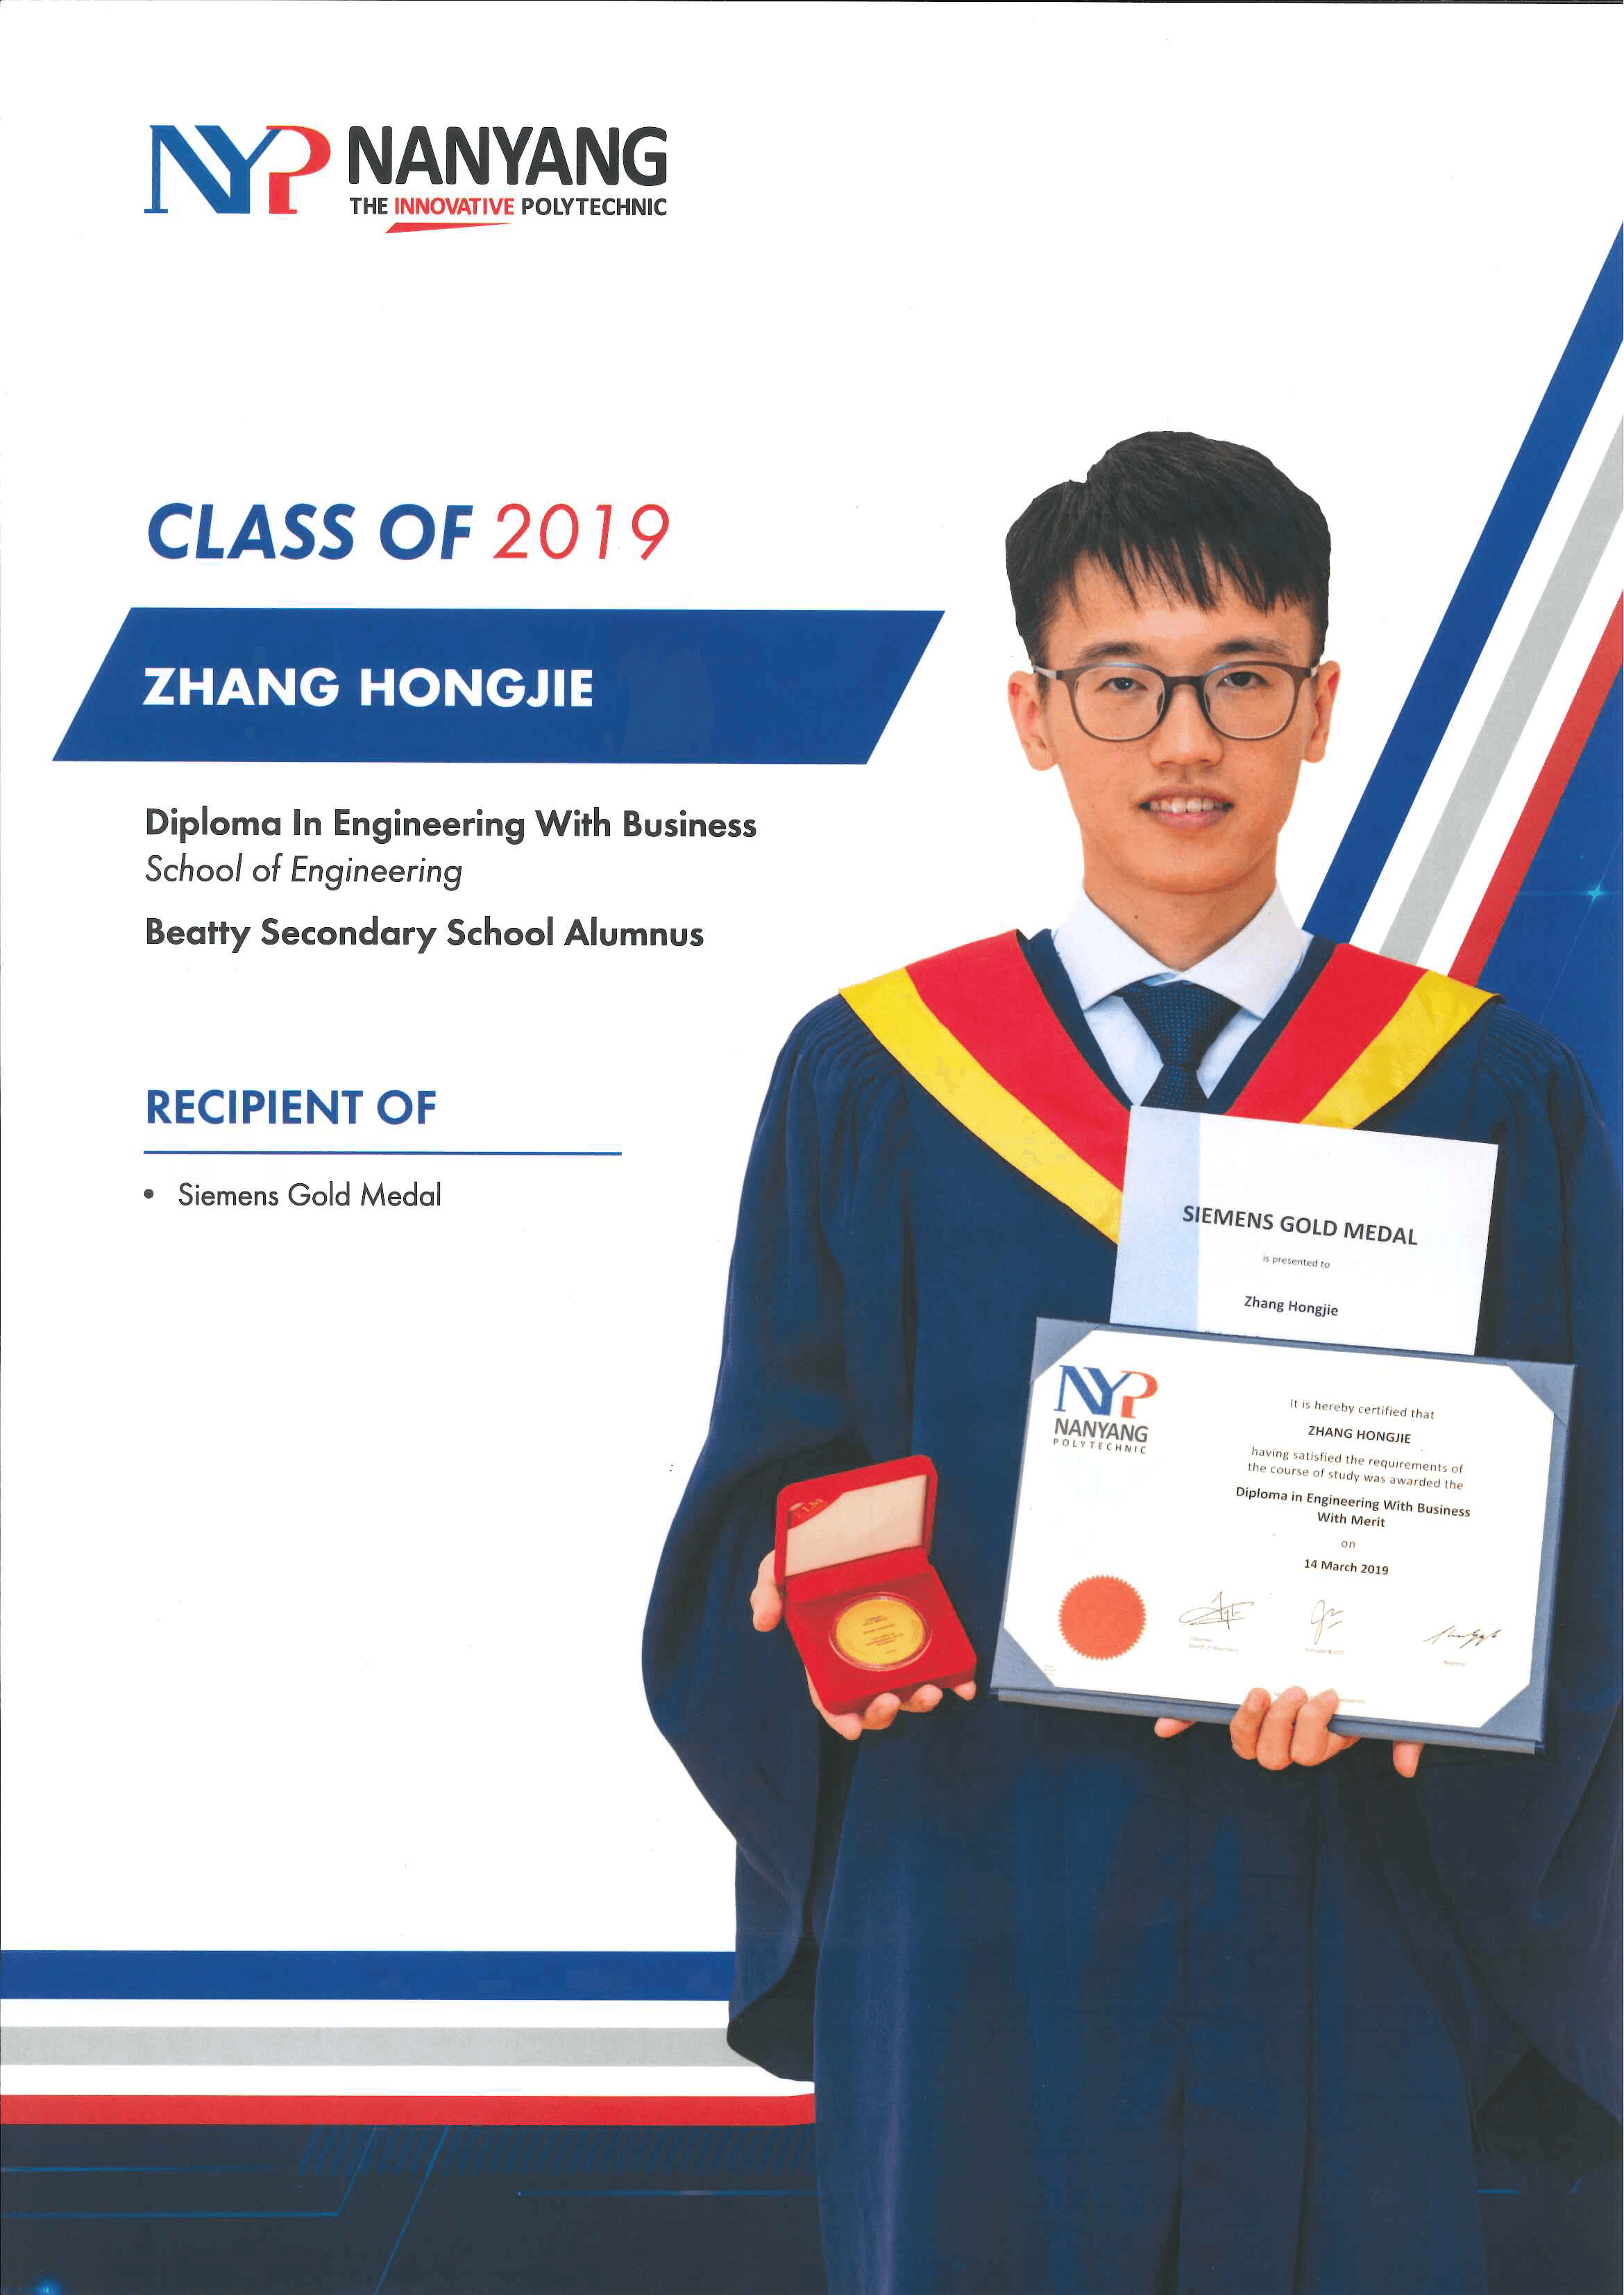 NYP NANYANG
THE INNOVATIVE POLYTECHNIC
CLASS OF 2019
ZHANG HONGJIE
Diploma In Engineering With Business
School of Engineering
Beatty Secondary School Alumnus
RECIPIENT OF
• Siemens Gold Medal
SIEMENS GOLD MEDAL
is presented to
Zhang Hongjie
NYP
NANYANG
POLYTECHNIC
It is hereby certified that
ZHANG HONGJIE
having satisfied the requirements of
the course of study was awarded the
Diploma in Engineering With Business
With Merit
on
14 March 2019